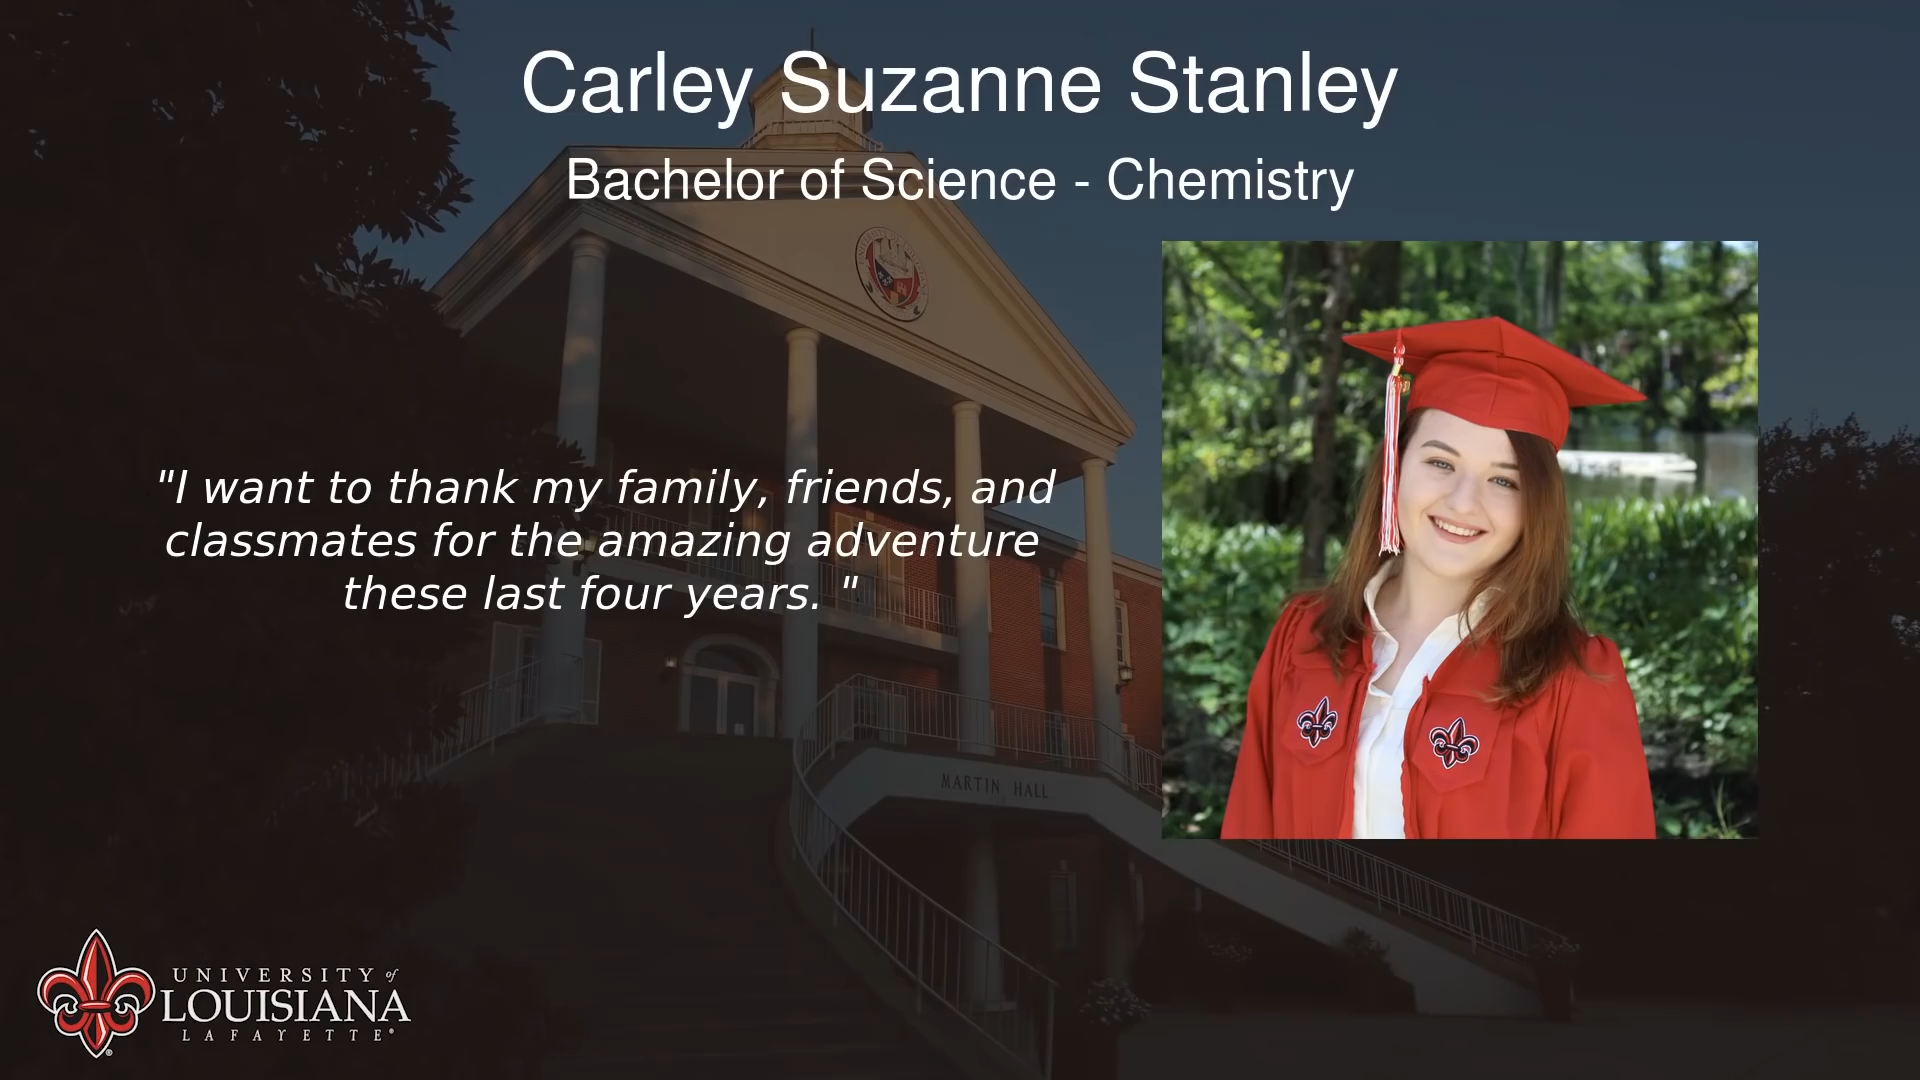 Carley Suzanne Stanley
Bachelor of Science - Chemistry
"I want to thank my family, friends, and
classmates for the amazing adventure
these last four years. "
MARTIN HALL
UNIVERSITY of
LOUISIANA
LAFAYETTE®
®